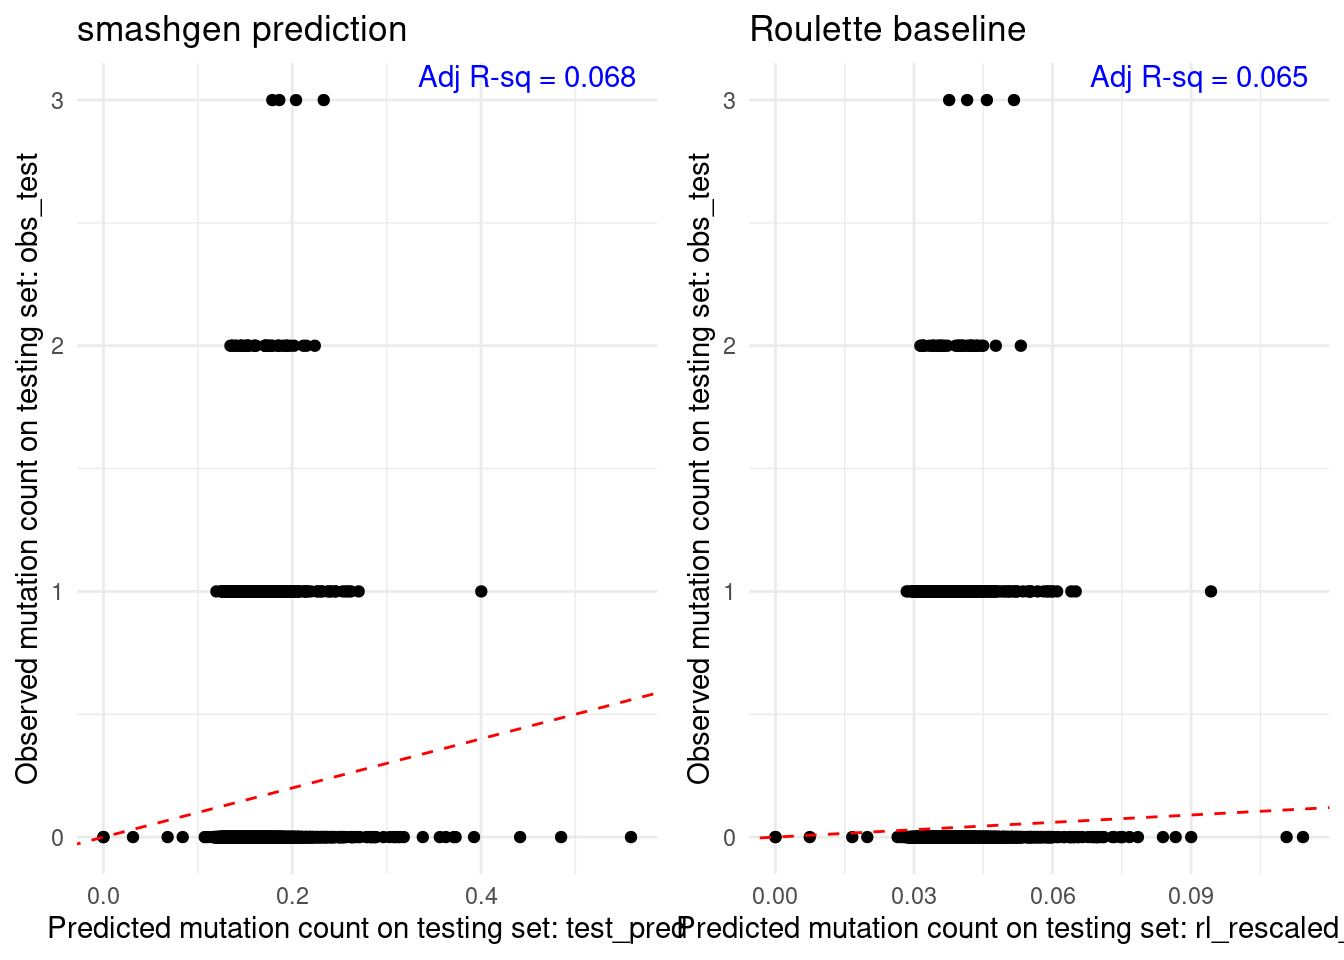 smashgen prediction
Adj R-sq = 0.068
Observed mutation count on testing set: obs_test
3
2
1
0
0.0 0.2 0.4
Predicted mutation count on testing set: test_pred
Roulette baseline
Adj R-sq = 0.065
Observed mutation count on testing set: obs_test
3
2
1
0
0.00 0.03 0.06 0.09
Predicted mutation count on testing set: rl_rescaled_